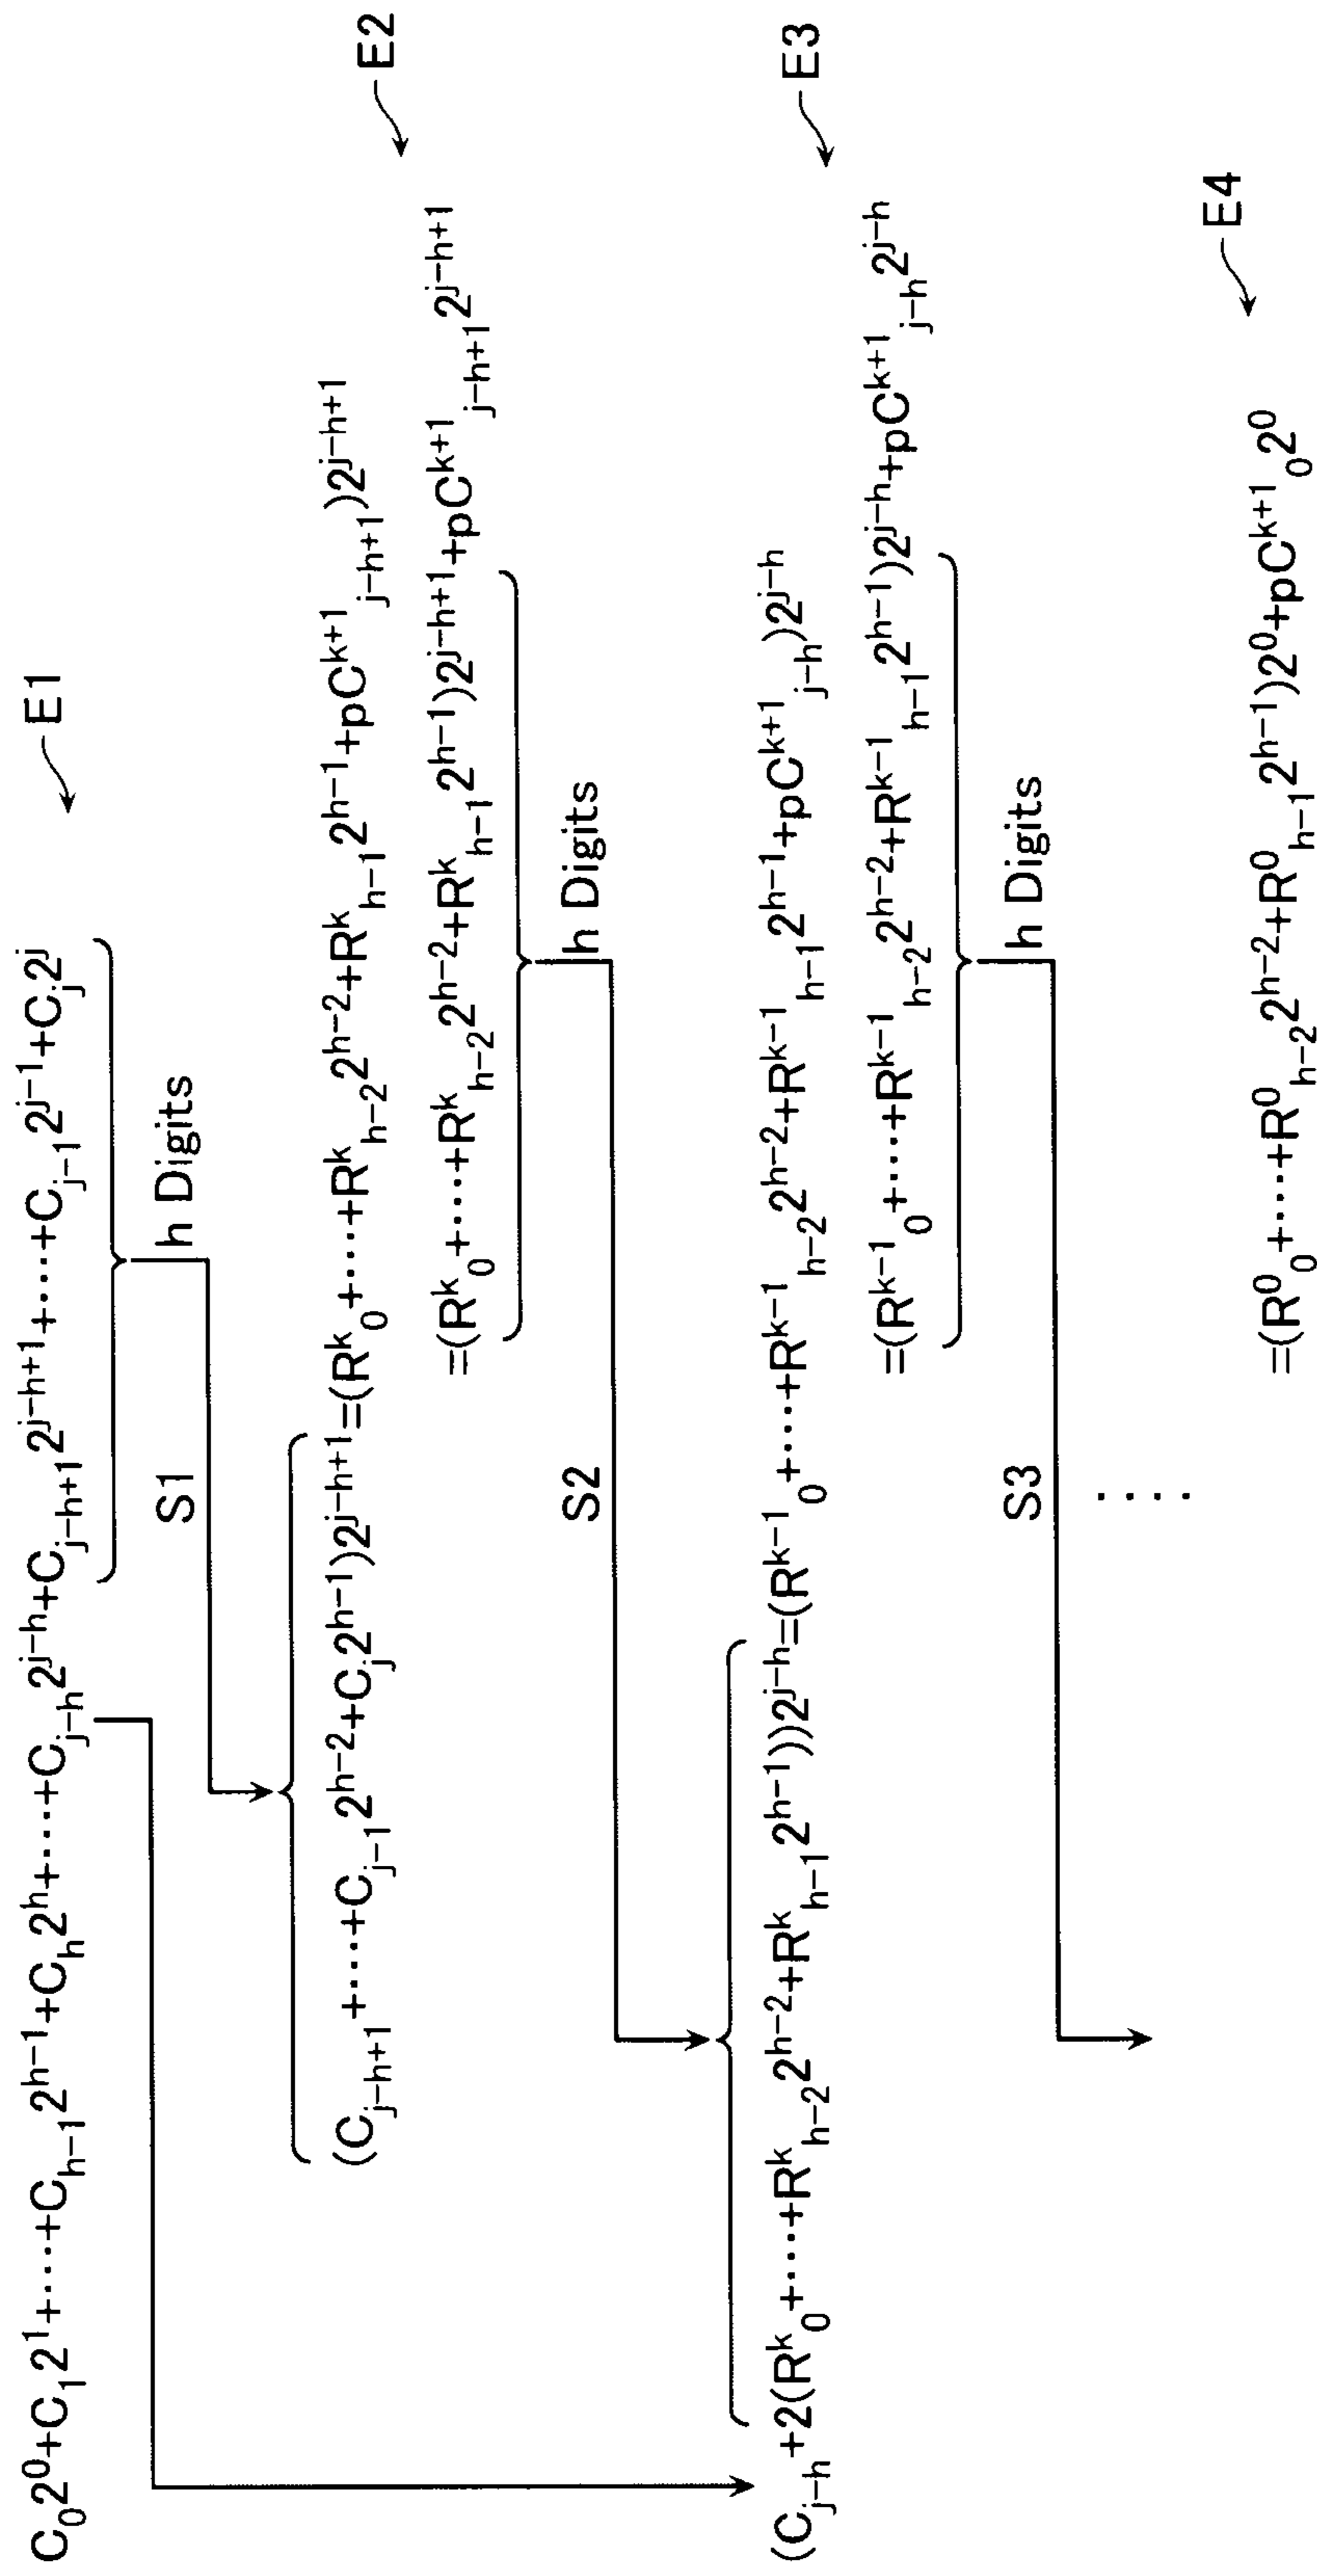 C₀2⁰+C₁2¹+····+C_{h-1}2^{h-1}+C_h2^h+····+C_{j-h}2^{j-h}+C_{j-h+1}2^{j-h+1}+····+C_{j-1}2^{j-1}+C_j2^j
E1
h Digits
S1
(C_{j-h+1}+····+C_{j-1}2^{h-2}+C_j2^{h-1})2^{j-h+1}=(R^k_0+····+R^k_{h-2}2^{h-2}+R^k_{h-1}2^{h-1}+pC^{k+1}_{j-h+1})2^{j-h+1}
E2
=(R^k_0+····+R^k_{h-2}2^{h-2}+R^k_{h-1}2^{h-1})2^{j-h+1}+pC^{k+1}_{j-h+1}2^{j-h+1}
h Digits
S2
(C_{j-h}+2(R^k_0+····+R^k_{h-2}2^{h-2}+R^k_{h-1}2^{h-1}))2^{j-h}=(R^{k-1}_0+····+R^{k-1}_{h-2}2^{h-2}+R^{k-1}_{h-1}2^{h-1}+pC^{k+1}_{j-h})2^{j-h}
E3
=(R^{k-1}_0+····+R^{k-1}_{h-2}2^{h-2}+R^{k-1}_{h-1}2^{h-1})2^{j-h}+pC^{k+1}_{j-h}2^{j-h}
h Digits
S3
····
E4
=(R^0_0+····+R^0_{h-2}2^{h-2}+R^0_{h-1}2^{h-1})2^0+pC^{k+1}_02^0